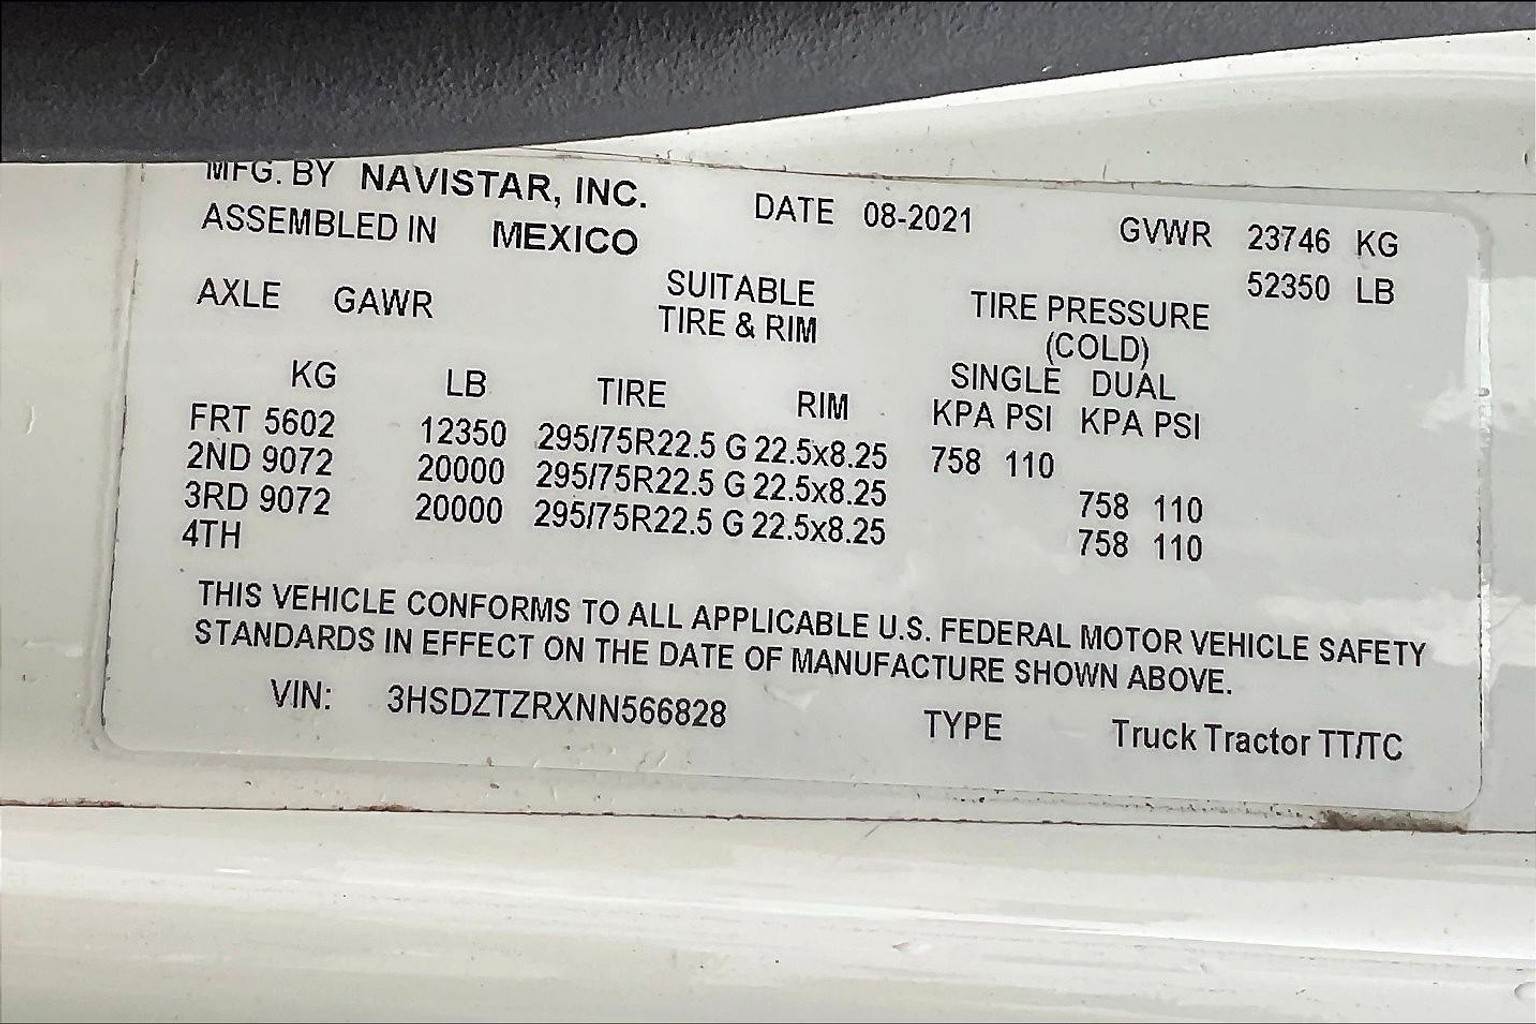 MFG. BY NAVISTAR, INC. DATE 08-2021 GVWR 23746 KG
ASSEMBLED IN MEXICO 52350 LB
AXLE GAWR SUITABLE TIRE PRESSURE
TIRE & RIM (COLD)
KG LB TIRE RIM SINGLE DUAL
KPA PSI KPA PSI
FRT 5602 12350 295/75R22.5 G 22.5x8.25 758 110
2ND 9072 20000 295/75R22.5 G 22.5x8.25 758 110
3RD 9072 20000 295/75R22.5 G 22.5x8.25 758 110
4TH
THIS VEHICLE CONFORMS TO ALL APPLICABLE U.S. FEDERAL MOTOR VEHICLE SAFETY
STANDARDS IN EFFECT ON THE DATE OF MANUFACTURE SHOWN ABOVE.
VIN: 3HSDZTZRXNN566828 TYPE Truck Tractor TT/TC